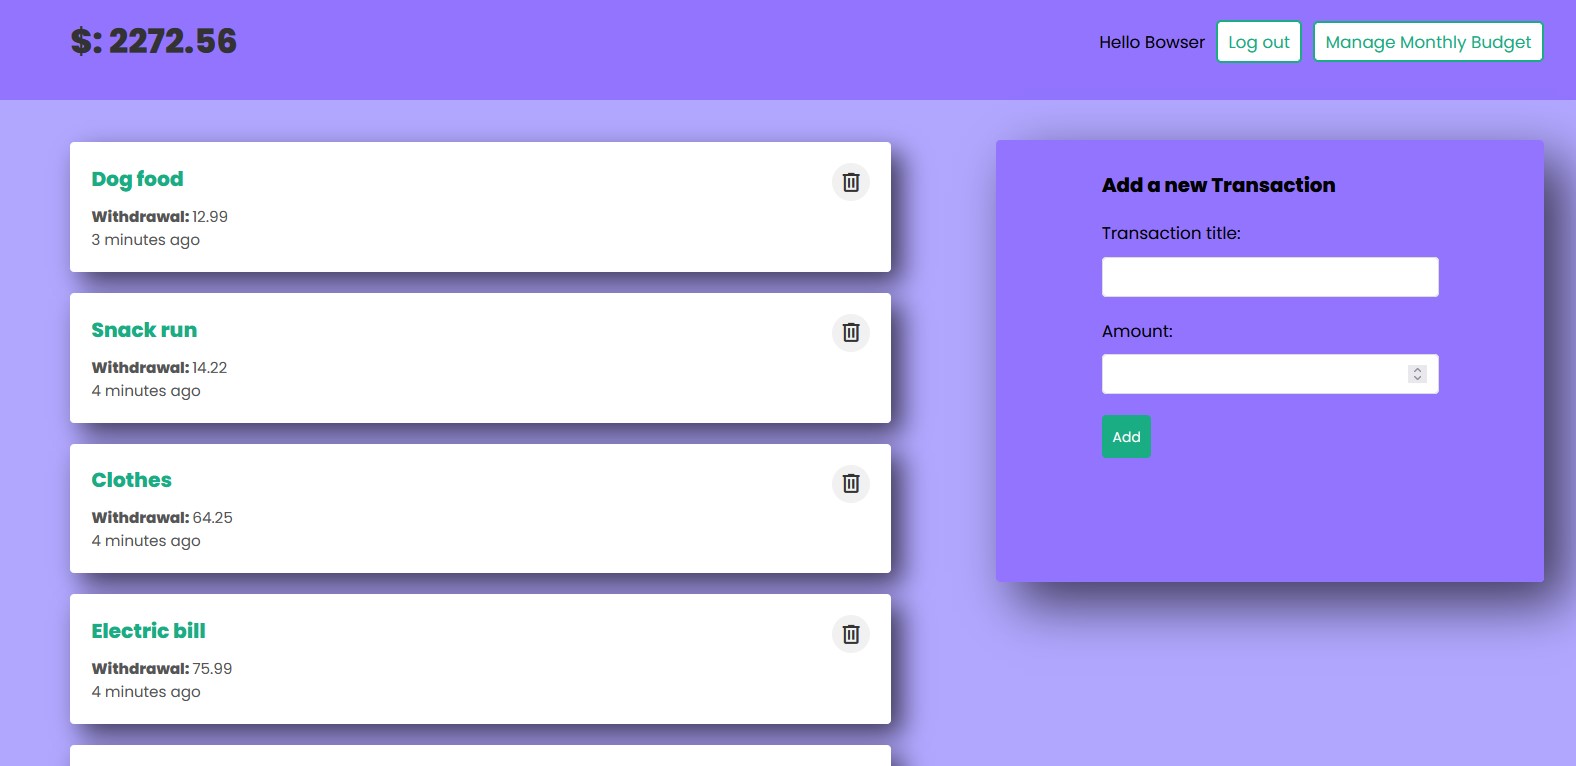 $: 2272.56
Hello Bowser
Log out
Manage Monthly Budget
Dog food
Withdrawal: 12.99
3 minutes ago
Snack run
Withdrawal: 14.22
4 minutes ago
Clothes
Withdrawal: 64.25
4 minutes ago
Electric bill
Withdrawal: 75.99
4 minutes ago
Add a new Transaction
Transaction title:
Amount:
Add